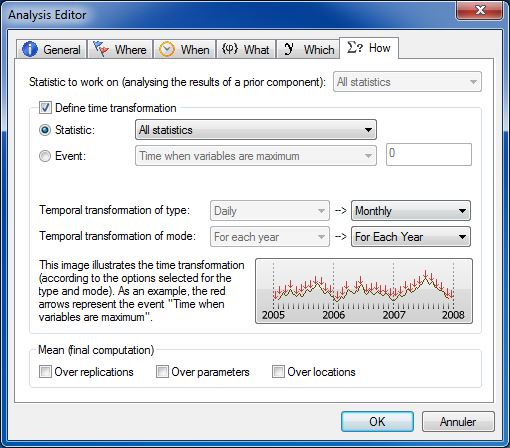 Analysis Editor
General Where When What Which Σ? How
Statistic to work on (analysing the results of a prior component): All statistics
Define time transformation
Statistic: All statistics
Event: Time when variables are maximum 0
Temporal transformation of type: Daily --> Monthly
Temporal transformation of mode: For each year --> For Each Year
This image illustrates the time transformation
(according to the options selected for the
type and mode). As an example, the red
arrows represent the event "Time when
variables are maximum".
2005 2006 2007 2008
Mean (final computation)
Over replications Over parameters Over locations
OK Annuler